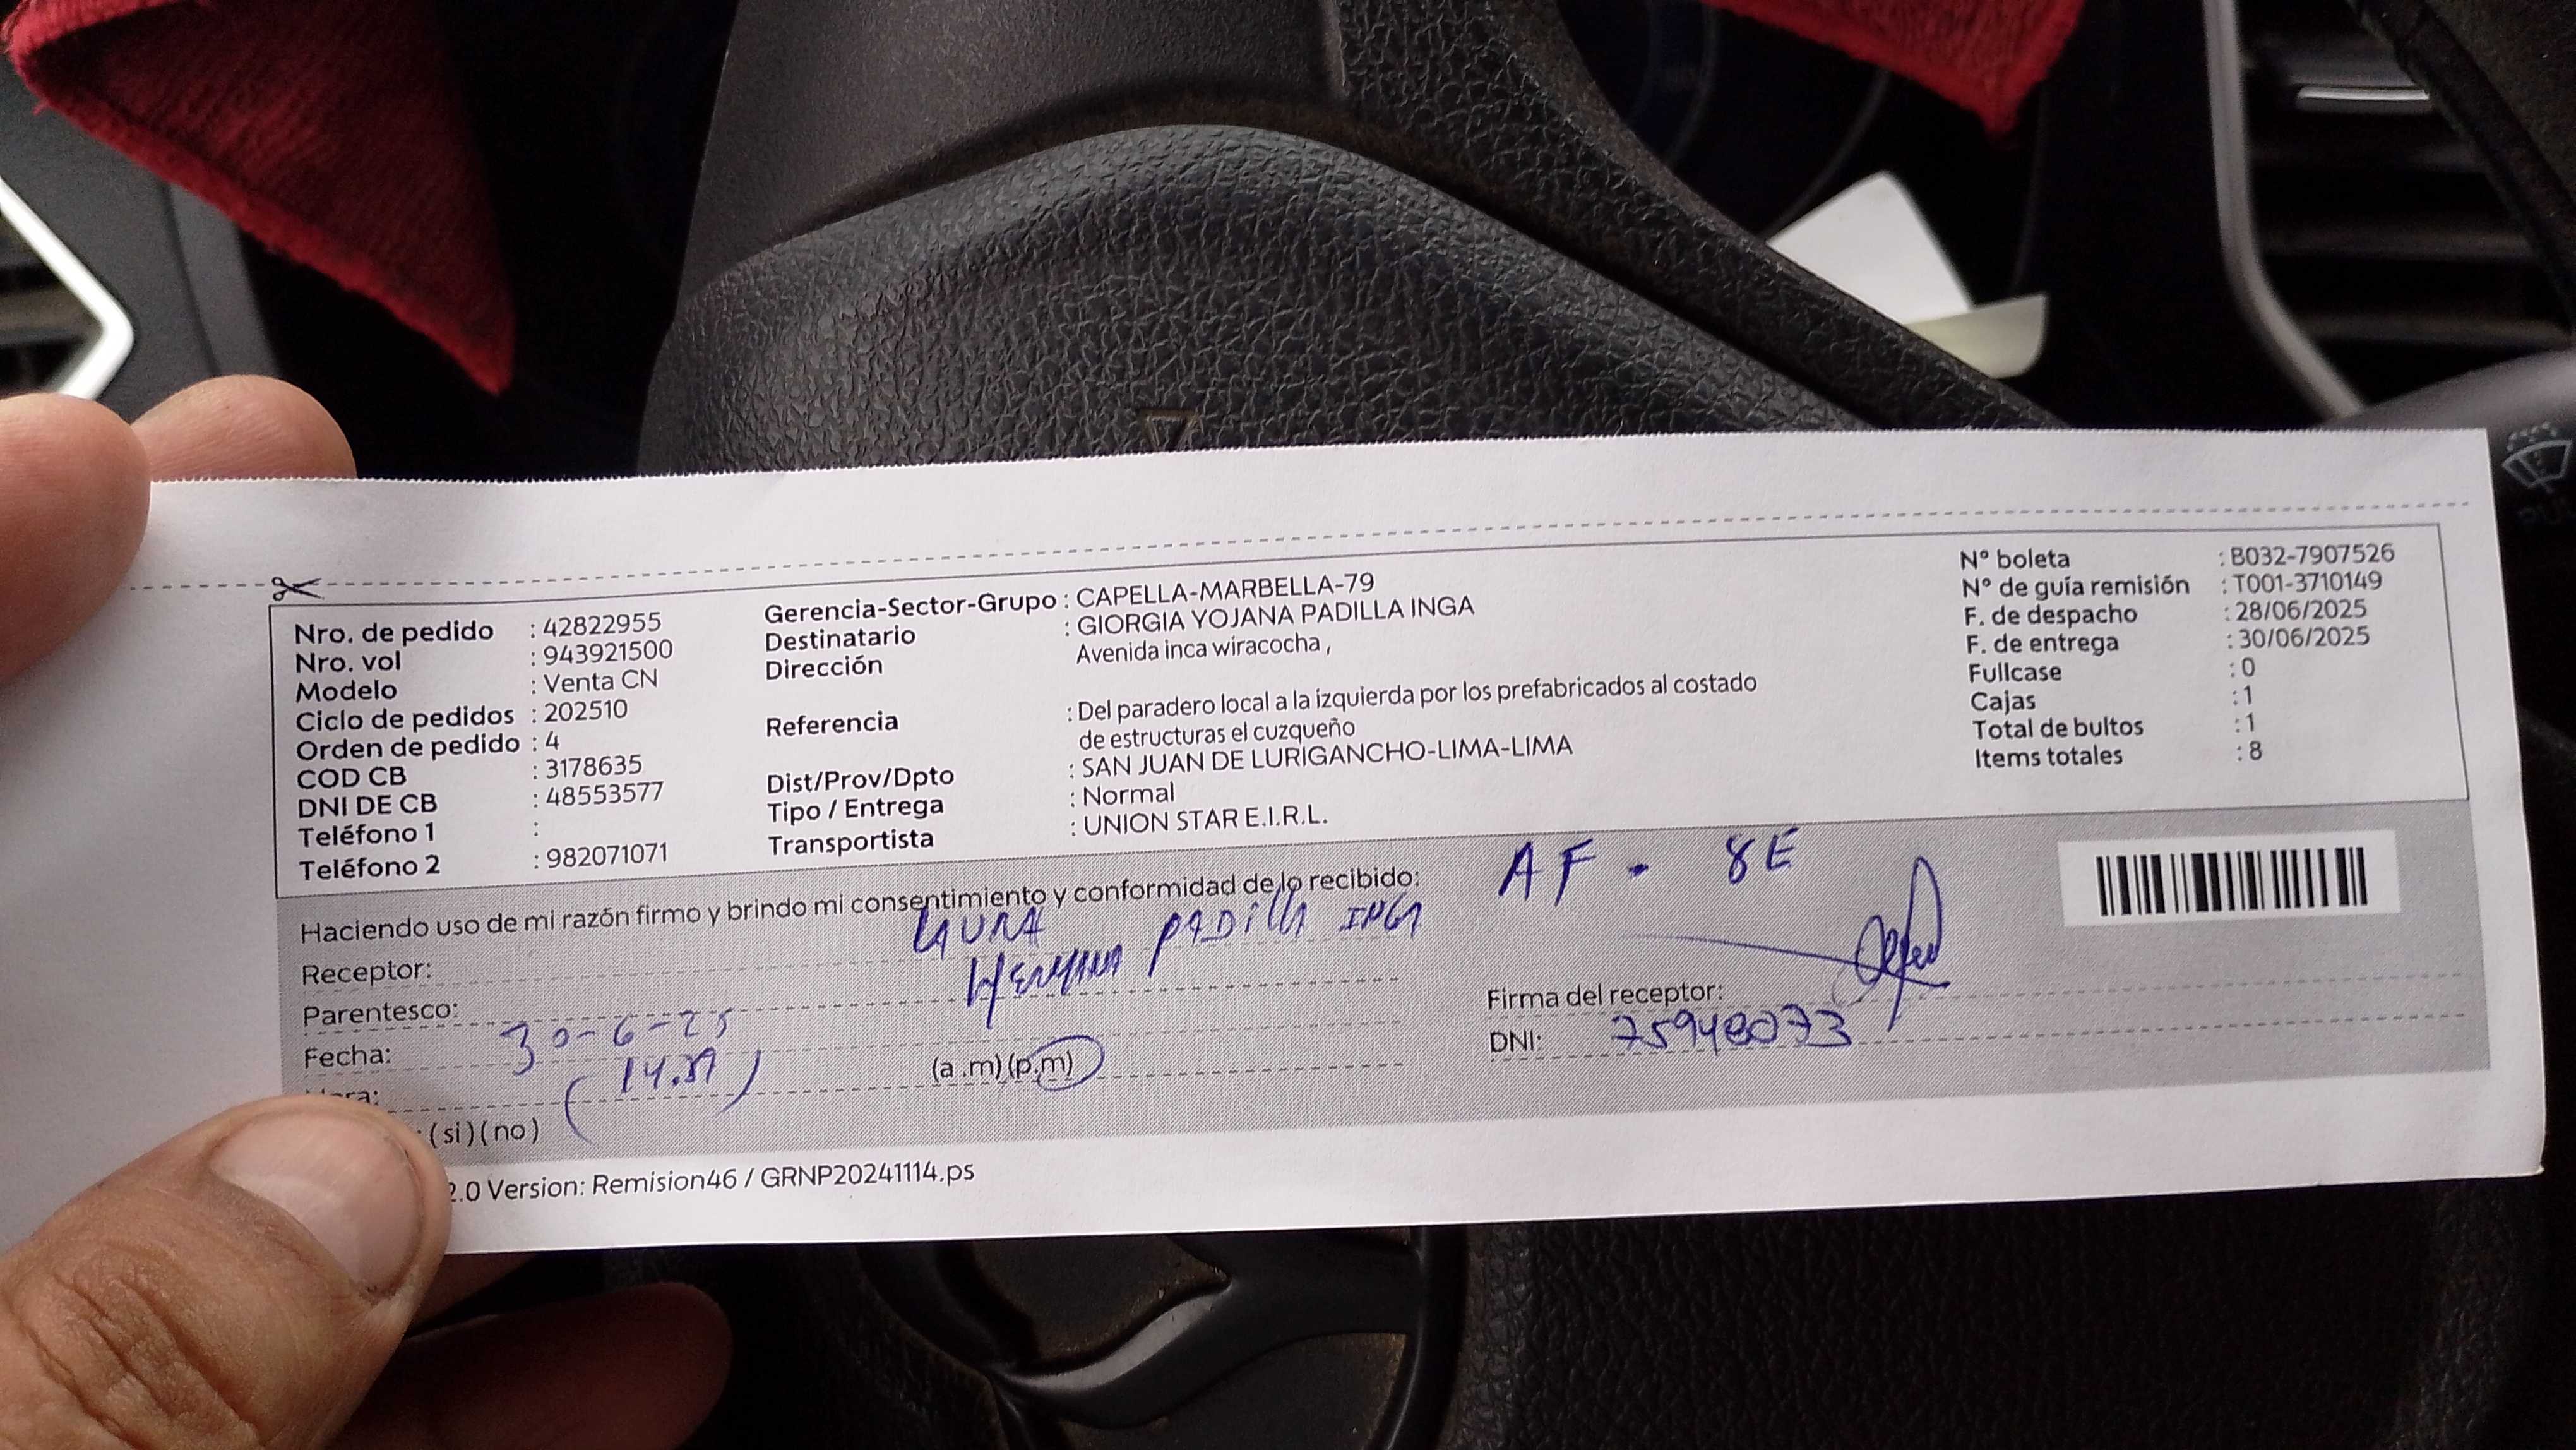 Nro. de pedido : 42822955
Nro. vol : 943921500
Modelo : Venta CN
Ciclo de pedidos : 202510
Orden de pedido : 4
COD CB : 3178635
DNI DE CB : 48553577
Teléfono 1 :
Teléfono 2 : 982071071
Gerencia-Sector-Grupo : CAPELLA-MARBELLA-79
Destinatario : GIORGIA YOJANA PADILLA INGA
Dirección Avenida inca wiracocha ,
Referencia : Del paradero local a la izquierda por los prefabricados al costado
de estructuras el cuzqueño
Dist/Prov/Dpto : SAN JUAN DE LURIGANCHO-LIMA-LIMA
Tipo / Entrega : Normal
Transportista : UNION STAR E.I.R.L.
N° boleta : B032-7907526
N° de guía remisión : T001-3710149
F. de despacho : 28/06/2025
F. de entrega : 30/06/2025
Fullcase : 0
Cajas : 1
Total de bultos : 1
Items totales : 8
Haciendo uso de mi razón firmo y brindo mi consentimiento y conformidad de lo recibido:
AF - 8E
Receptor: PADILLA INGA
Parentesco:
Fecha: 30-6-25
(a .m) (p.m)
(si) (no)
Firma del receptor:
DNI: 75948073
2.0 Version: Remision46 / GRNP20241114.ps